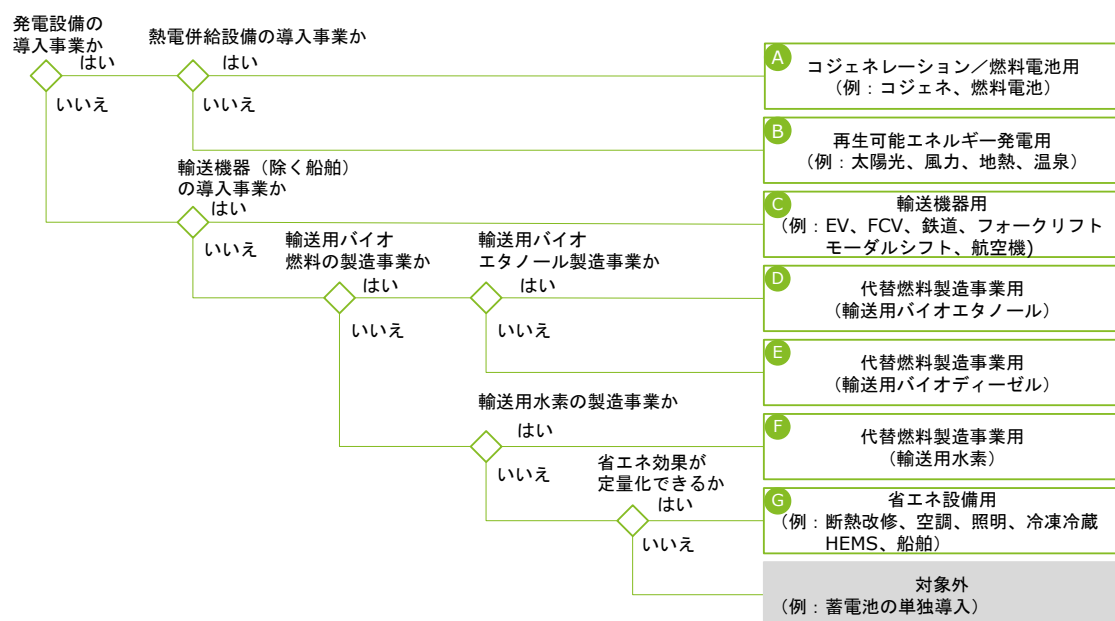 発電設備の
導入事業か
はい
いいえ
熱電併給設備の導入事業か
はい
いいえ
A
コジェネレーション／燃料電池用
（例：コジェネ、燃料電池）
B
再生可能エネルギー発電用
（例：太陽光、風力、地熱、温泉）
輸送機器（除く船舶）
の導入事業か
はい
いいえ
C
輸送機器用
（例：EV、FCV、鉄道、フォークリフト
モーダルシフト、航空機)
輸送用バイオ
燃料の製造事業か
はい
いいえ
輸送用バイオ
エタノール製造事業か
はい
いいえ
D
代替燃料製造事業用
（輸送用バイオエタノール）
E
代替燃料製造事業用
（輸送用バイオディーゼル）
輸送用水素の製造事業か
はい
いいえ
F
代替燃料製造事業用
（輸送用水素）
省エネ効果が
定量化できるか
はい
いいえ
G
省エネ設備用
（例：断熱改修、空調、照明、冷凍冷蔵
HEMS、船舶）
対象外
（例：蓄電池の単独導入）